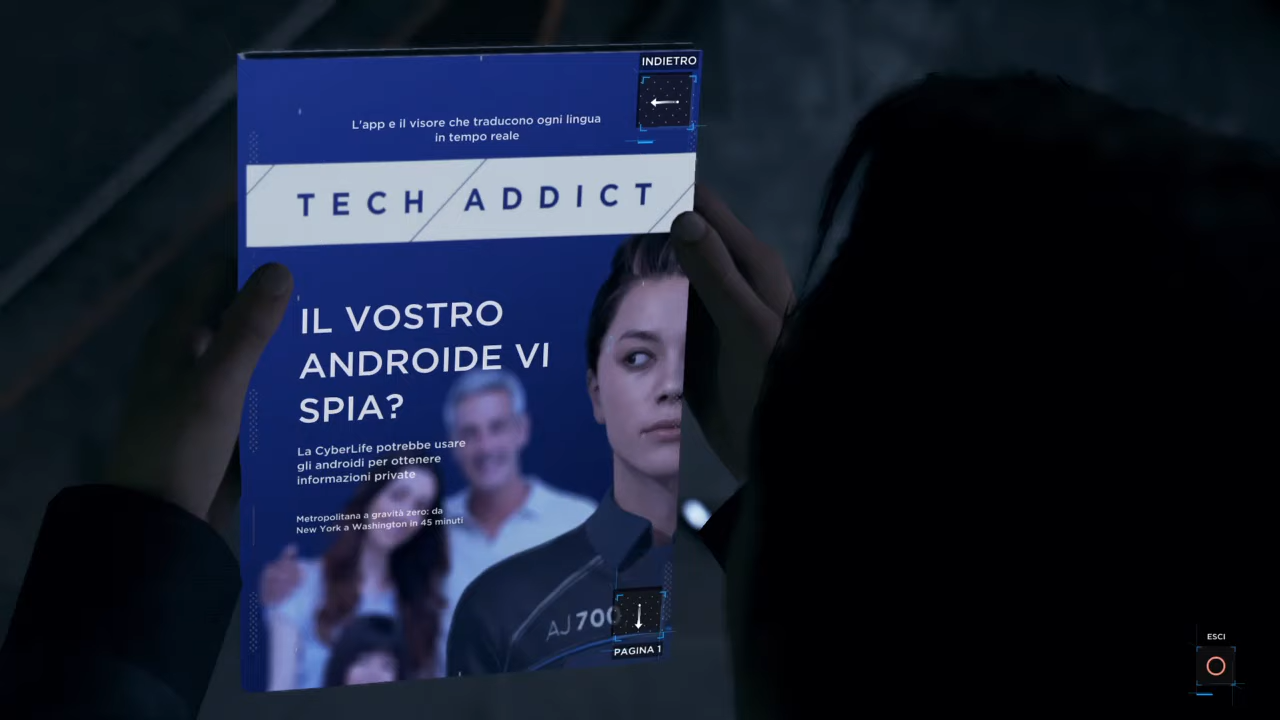 INDIETRO
L'app e il visore che traducono ogni lingua
in tempo reale
TECH ADDICT
IL VOSTRO
ANDROIDE VI
SPIA?
La CyberLife potrebbe usare
gli androidi per ottenere
informazioni private
Metropolitana a gravità zero: da
New York a Washington in 45 minuti
AJ 700
PAGINA 1
ESCI